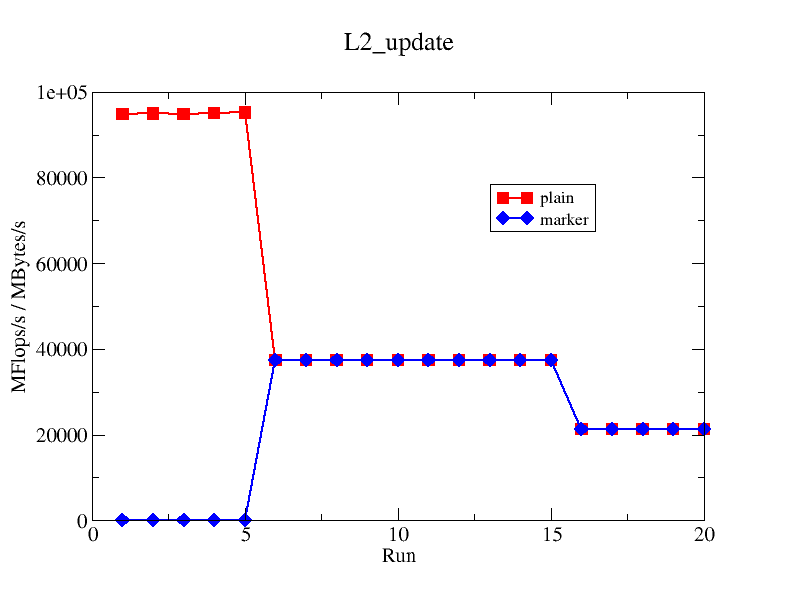 L2_update
1e+05
80000
60000
40000
20000
0
MFlops/s / MBytes/s
plain
marker
0 5 10 15 20
Run